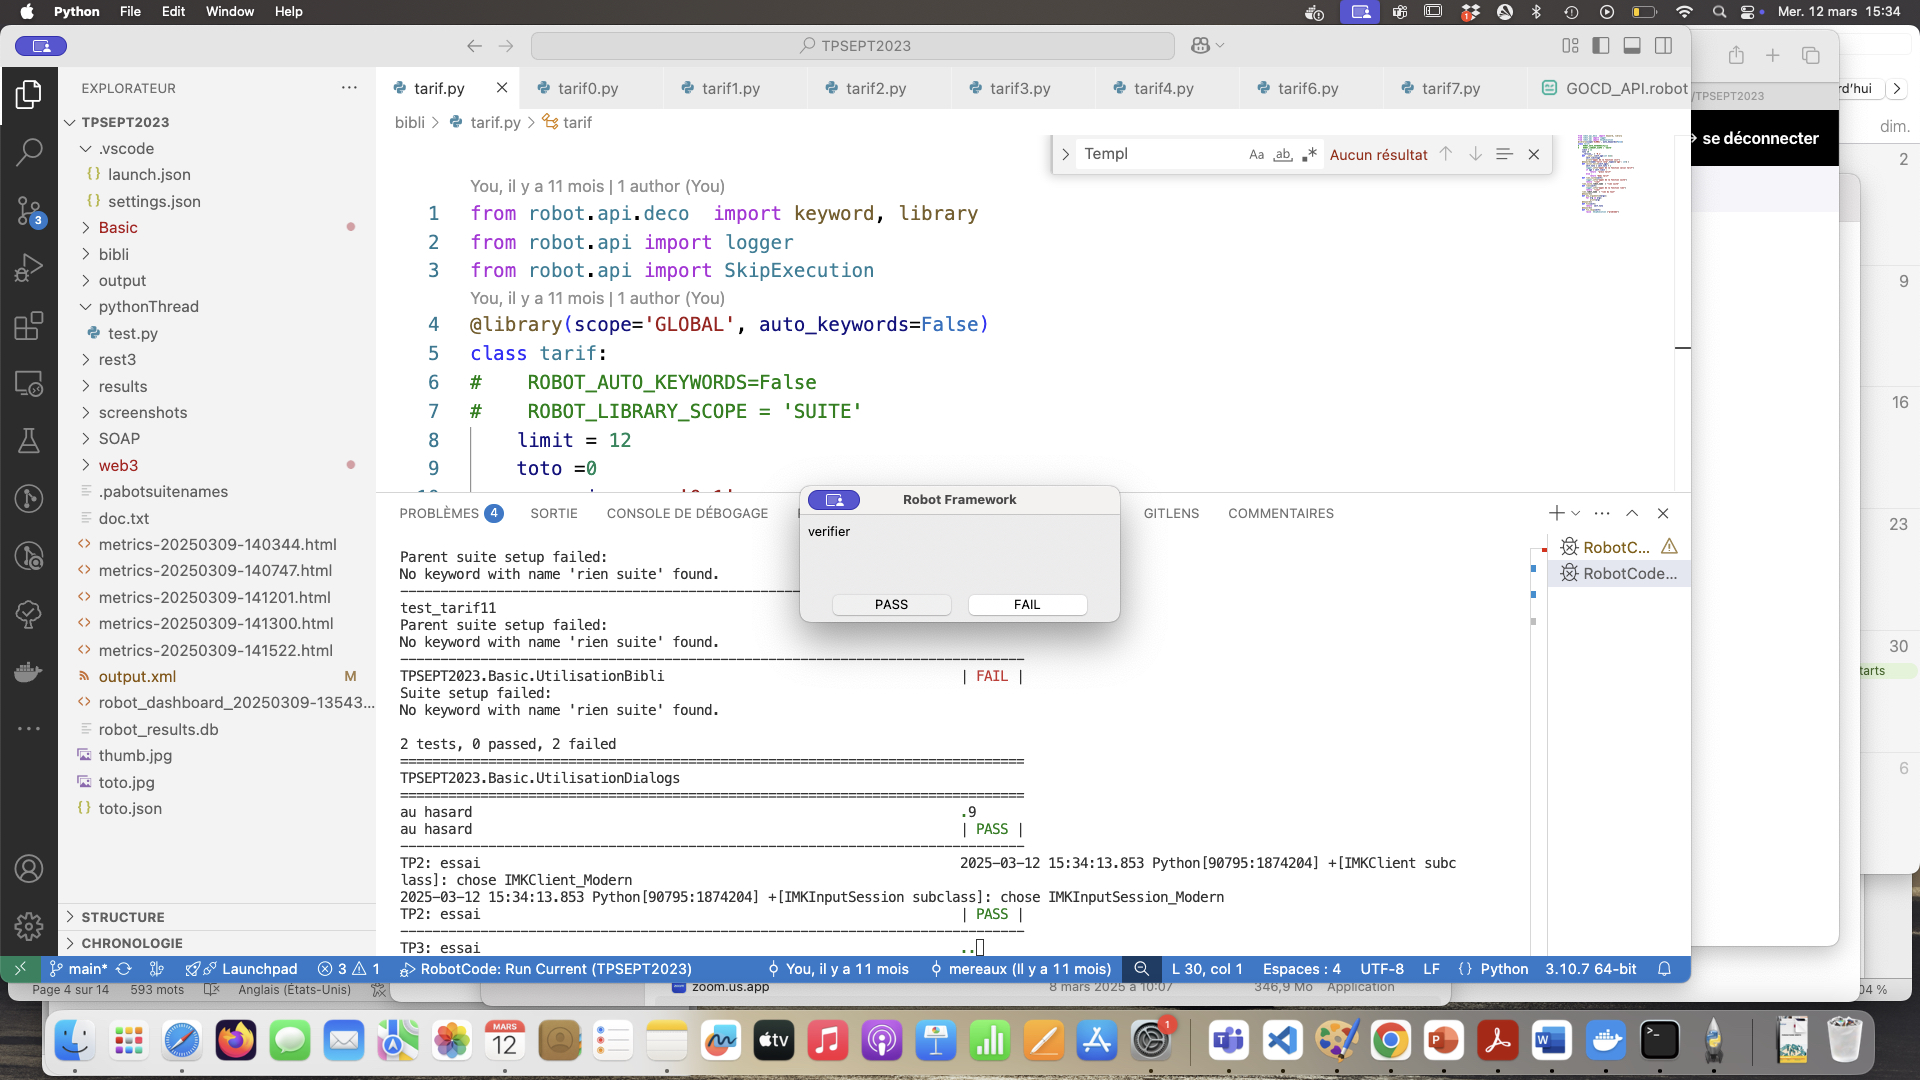 Python File Edit Window Help
Mer. 12 mars 15:34
TPSEPT2023
EXPLORATEUR
tarif.py
tarif0.py
tarif1.py
tarif2.py
tarif3.py
tarif4.py
tarif6.py
tarif7.py
GOCD_API.robot
TPSEPT2023
.vscode
launch.json
settings.json
Basic
bibli
output
pythonThread
test.py
rest3
results
screenshots
SOAP
web3
.pabotsuitenames
doc.txt
metrics-20250309-140344.html
metrics-20250309-140747.html
metrics-20250309-141201.html
metrics-20250309-141300.html
metrics-20250309-141522.html
output.xml M
robot_dashboard_20250309-13543...
robot_results.db
thumb.jpg
toto.jpg
toto.json
STRUCTURE
CHRONOLOGIE
3
bibli > tarif.py > tarif
Templ
Aa ab .* Aucun résultat
You, il y a 11 mois | 1 author (You)
1 from robot.api.deco  import keyword, library
2 from robot.api import logger
3 from robot.api import SkipExecution
You, il y a 11 mois | 1 author (You)
4 @library(scope='GLOBAL', auto_keywords=False)
5 class tarif:
6 #    ROBOT_AUTO_KEYWORDS=False
7 #    ROBOT_LIBRARY_SCOPE = 'SUITE'
8     limit = 12
9     toto =0
PROBLÈMES 4
SORTIE
CONSOLE DE DÉBOGAGE
GITLENS
COMMENTAIRES
Parent suite setup failed:
No keyword with name 'rien suite' found.
test_tarif11
Parent suite setup failed:
No keyword with name 'rien suite' found.
TPSEPT2023.Basic.UtilisationBibli | FAIL |
Suite setup failed:
No keyword with name 'rien suite' found.
2 tests, 0 passed, 2 failed
TPSEPT2023.Basic.UtilisationDialogs
au hasard .9
au hasard | PASS |
TP2: essai 2025-03-12 15:34:13.853 Python[90795:1874204] +[IMKClient subc
lass]: chose IMKClient_Modern
2025-03-12 15:34:13.853 Python[90795:1874204] +[IMKInputSession subclass]: chose IMKInputSession_Modern
TP2: essai | PASS |
TP3: essai ..
RobotC...
RobotCode...
Robot Framework
verifier
PASS
FAIL
main*
Launchpad
3
1
RobotCode: Run Current (TPSEPT2023)
You, il y a 11 mois
mereaux (Il y a 11 mois)
L 30, col 1
Espaces : 4
UTF-8
LF
{} Python
3.10.7 64-bit
/TPSEPT2023
rd'hui
se déconnecter
dim.
2
9
16
23
30
tarts
6
Page 4 sur 14
593 mots
Anglais (États-Unis)
zoom.us.app
8 mars 2025 à 10:07
346,9 Mo
Application
04 %
MARS
12
tv
1